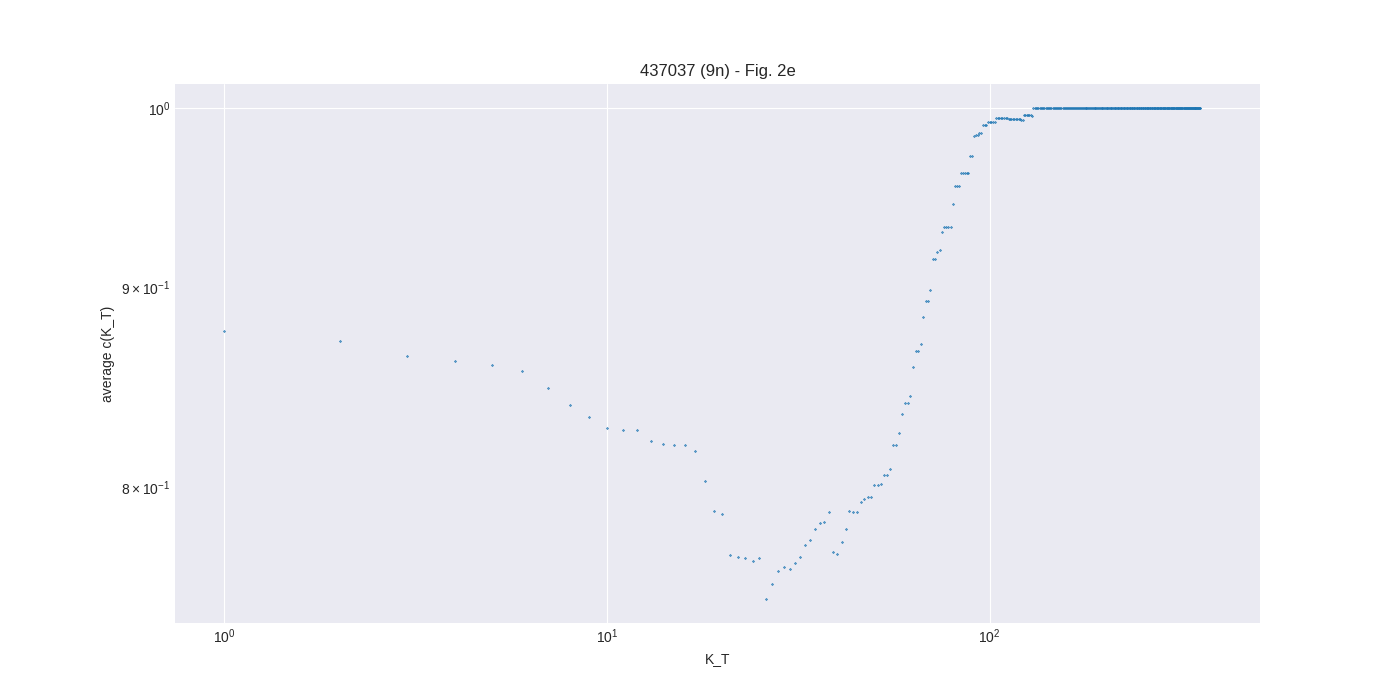 437037 (9n) - Fig. 2e
10⁰
9 × 10⁻¹
8 × 10⁻¹
average c(K_T)
10⁰ 10¹ 10²
K_T